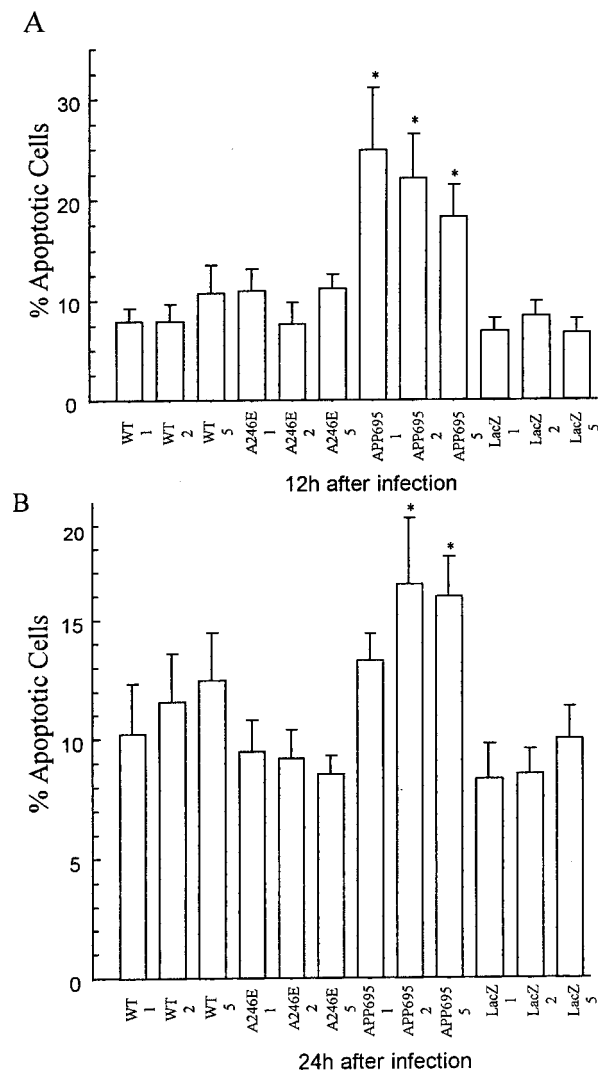 A
% Apoptotic Cells
30
20
10
0
*
*
*
WT 1
WT 2
WT 5
A246E 1
A246E 2
A246E 5
APP695 1
APP695 2
APP695 5
LacZ 1
LacZ 2
LacZ 5
12h after infection
B
% Apoptotic Cells
20
15
10
5
0
*
*
WT 1
WT 2
WT 5
A246E 1
A246E 2
A246E 5
APP695 1
APP695 2
APP695 5
LacZ 1
LacZ 2
LacZ 5
24h after infection